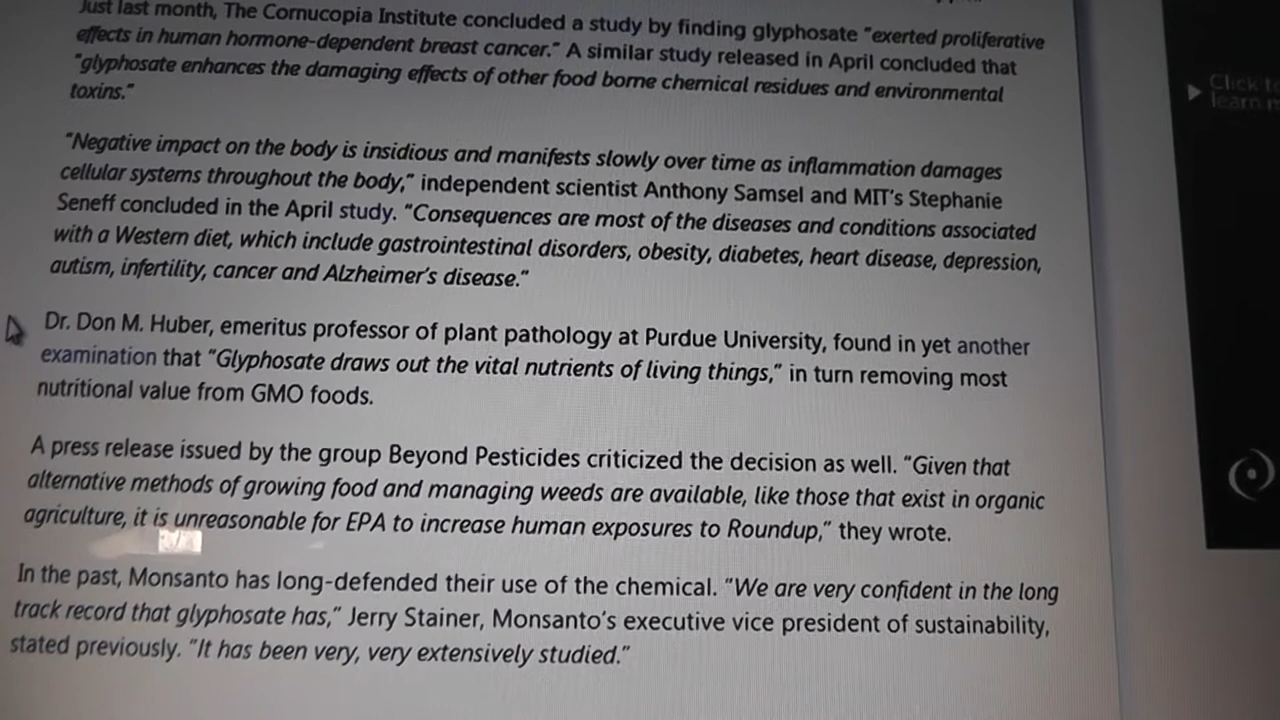 Just last month, The Cornucopia Institute concluded a study by finding glyphosate “exerted proliferative
effects in human hormone-dependent breast cancer.” A similar study released in April concluded that
“glyphosate enhances the damaging effects of other food borne chemical residues and environmental
toxins.”
“Negative impact on the body is insidious and manifests slowly over time as inflammation damages
cellular systems throughout the body,” independent scientist Anthony Samsel and MIT’s Stephanie
Seneff concluded in the April study. “Consequences are most of the diseases and conditions associated
with a Western diet, which include gastrointestinal disorders, obesity, diabetes, heart disease, depression,
autism, infertility, cancer and Alzheimer’s disease.”
Dr. Don M. Huber, emeritus professor of plant pathology at Purdue University, found in yet another
examination that “Glyphosate draws out the vital nutrients of living things,” in turn removing most
nutritional value from GMO foods.
A press release issued by the group Beyond Pesticides criticized the decision as well. “Given that
alternative methods of growing food and managing weeds are available, like those that exist in organic
agriculture, it is unreasonable for EPA to increase human exposures to Roundup,” they wrote.
In the past, Monsanto has long-defended their use of the chemical. “We are very confident in the long
track record that glyphosate has,” Jerry Stainer, Monsanto’s executive vice president of sustainability,
stated previously. “It has been very, very extensively studied.”
Click
learn